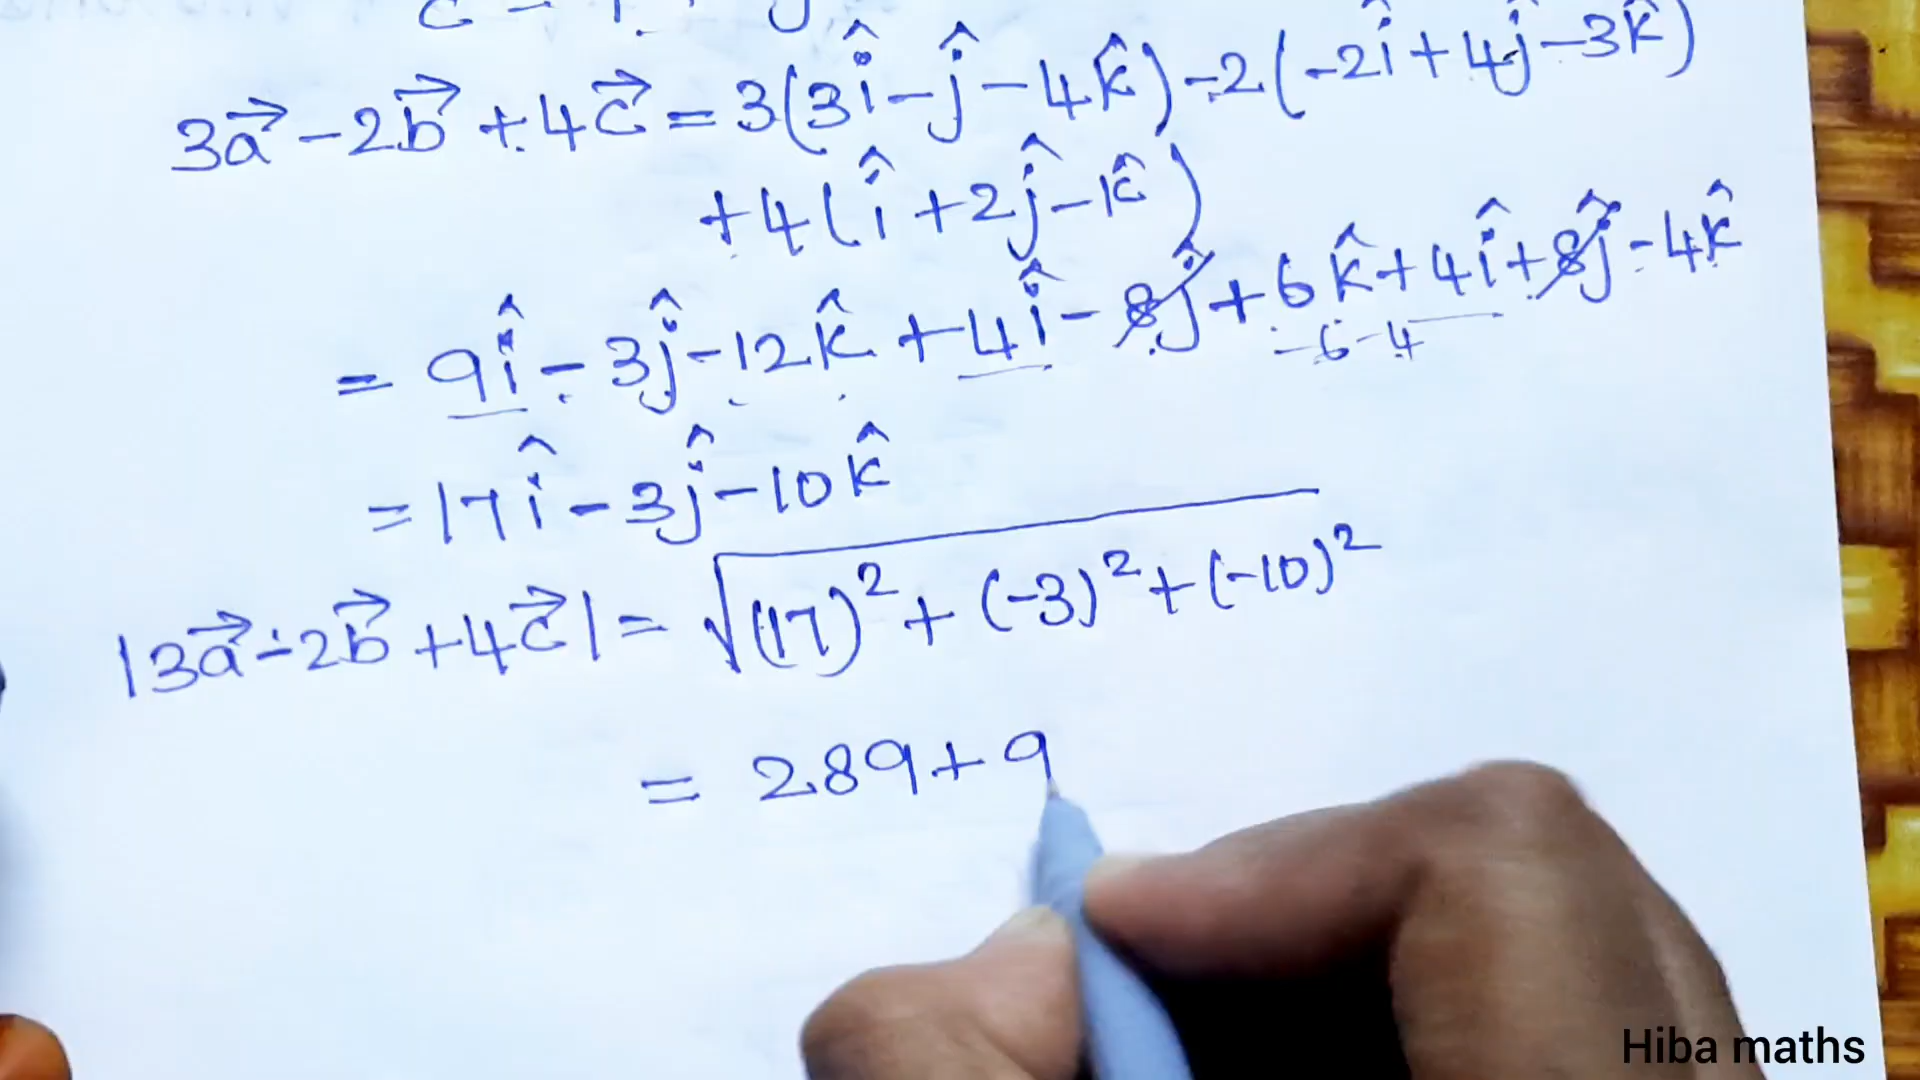 3a⃗ - 2b⃗ + 4c⃗ = 3(3î - ĵ - 4k̂) - 2(-2î + 4ĵ - 3k̂)
+ 4(î + 2ĵ - k̂)
= 9î - 3ĵ - 12k̂ + 4î - 8ĵ + 6k̂ + 4î + 8ĵ - 4k̂
-6-4
= 17î - 3ĵ - 10k̂
|3a⃗ - 2b⃗ + 4c⃗| = √(17)² + (-3)² + (-10)²
= 289 + 9
Hiba maths